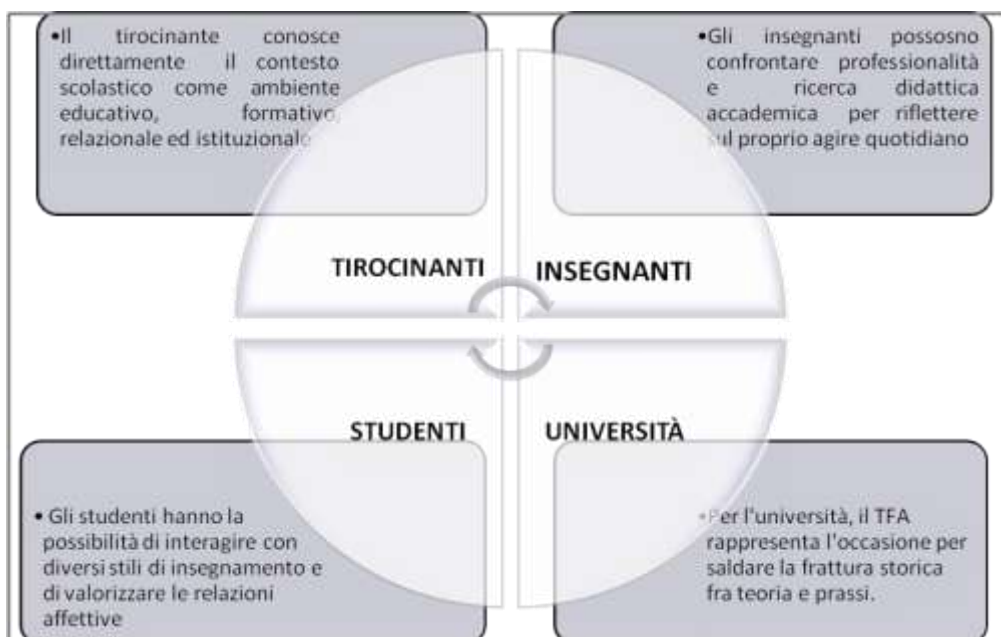 •Il tirocinante conosce
direttamente il contesto
scolastico come ambiente
educativo, formativo,
relazionale ed istituzionale
•Gli insegnanti possosno
confrontare professionalità
e ricerca didattica
accademica per riflettere
sul proprio agire quotidiano
TIROCINANTI
INSEGNANTI
STUDENTI
UNIVERSITÀ
• Gli studenti hanno la
possibilità di interagire con
diversi stili di insegnamento e
di valorizzare le relazioni
affettive
•Per l'università, il TFA
rappresenta l'occasione per
saldare la frattura storica
fra teoria e prassi.